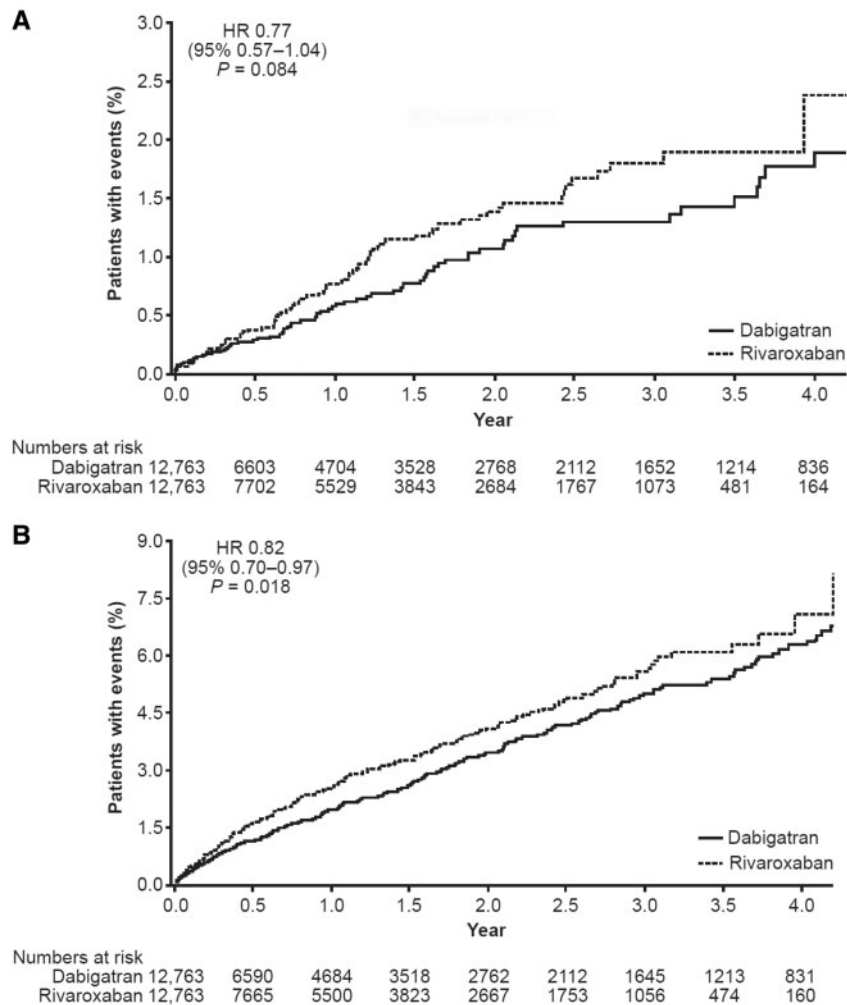 A
HR 0.77
(95% 0.57–1.04)
P = 0.084
Patients with events (%)
3.0
2.5
2.0
1.5
1.0
0.5
0.0
Dabigatran
Rivaroxaban
0.0 0.5 1.0 1.5 2.0 2.5 3.0 3.5 4.0
Year
Numbers at risk
Dabigatran 12,763 6603 4704 3528 2768 2112 1652 1214 836
Rivaroxaban 12,763 7702 5529 3843 2684 1767 1073 481 164
B
HR 0.82
(95% 0.70–0.97)
P = 0.018
Patients with events (%)
9.0
7.5
6.0
4.5
3.0
1.5
0.0
Dabigatran
Rivaroxaban
0.0 0.5 1.0 1.5 2.0 2.5 3.0 3.5 4.0
Year
Numbers at risk
Dabigatran 12,763 6590 4684 3518 2762 2112 1645 1213 831
Rivaroxaban 12,763 7665 5500 3823 2667 1753 1056 474 160